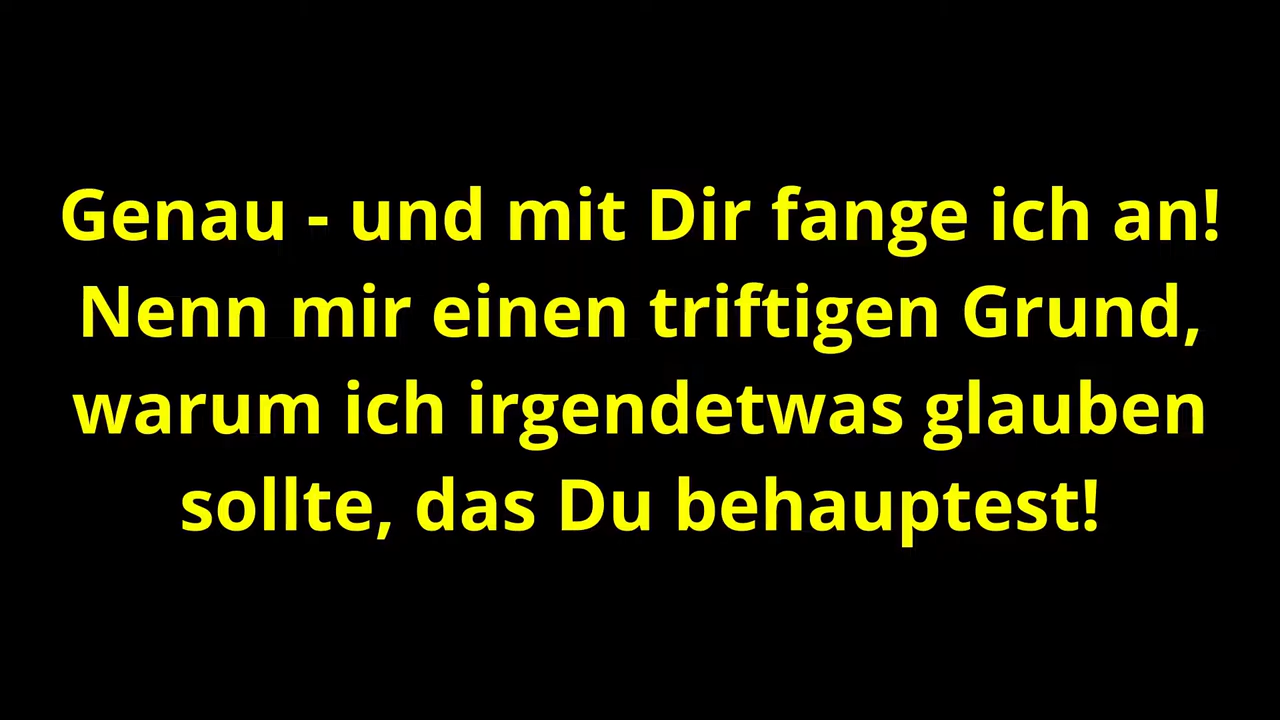 Genau - und mit Dir fange ich an!
Nenn mir einen triftigen Grund,
warum ich irgendetwas glauben
sollte, das Du behauptest!